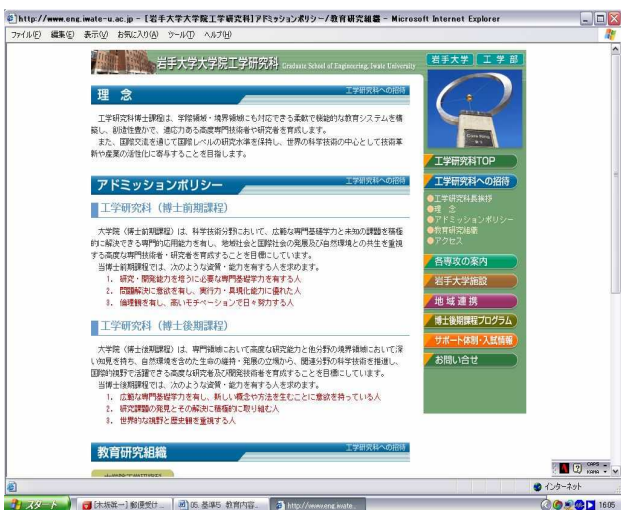 http://www.eng.iwate-u.ac.jp - [岩手大学大学院工学研究科]アドミッションポリシー/教育研究組織 - Microsoft Internet Explorer
ファイル(F) 編集(E) 表示(V) お気に入り(A) ツール(T) ヘルプ(H)
岩手大学大学院工学研究科 Graduate School of Engineering, Iwate University
岩手大学 工学部
理 念
工学研究科への招待
工学研究科博士課程は、学際領域・境界領域にも対応できる柔軟で機能的な教育システムを構
築し、創造性豊かで、適応力ある高度専門技術者や研究者を育成します。
また、国際交流を通じて国際レベルの研究水準を保持し、世界の科学技術の中心として技術革
新や産業の活性化に寄与することを目指します。
アドミッションポリシー
工学研究科への招待
工学研究科（博士前期課程）
大学院（博士前期課程）は、科学技術分野において、広範な専門基礎学力と未知の課題を積極
的に解決できる専門的応用能力を有し、地域社会と国際社会の発展及び自然環境との共生を重視
する高度な専門技術者・研究者を育成することを目標にしています。
当博士前期課程では、次のような資質・能力を有する人を求めます。
1. 研究・開発能力を培うに必要な専門基礎学力を有する人
2. 問題解決に意欲を有し、実行力・具現化能力に優れた人
3. 倫理観を有し、高いモチベーションで日々努力する人
工学研究科（博士後期課程）
大学院（博士後期課程）は、専門領域において高度な研究能力と他分野の境界領域において深
い知見を持ち、自然環境を含めた生命の維持・発展の立場から、関連分野の科学技術を推進し、
国際的視野で活躍できる高度な研究者及び開発技術者を育成することを目標にしています。
当博士後期課程では、次のような資質・能力を有する人を求めます。
1. 広範な専門基礎学力を有し、新しい概念や方法を生むことに意欲を持っている人
2. 研究課題の発見とその解決に積極的に取り組む人
3. 世界的な視野と歴史観を重視する人
教育研究組織
工学研究科への招待
大学院工学研究科
工学研究科TOP
工学研究科への招待
工学研究科長挨拶
理 念
アドミッションポリシー
教育研究組織
アクセス
各専攻の案内
岩手大学施設
地 域 連 携
博士後期課程プログラム
サポート体制・入試情報
お問い合せ
A CAPS KANA
インターネット
スタート
[木坂英一] 郵便受け...
05. 基準5 教育内容...
http://www.eng.iwate...
16:05